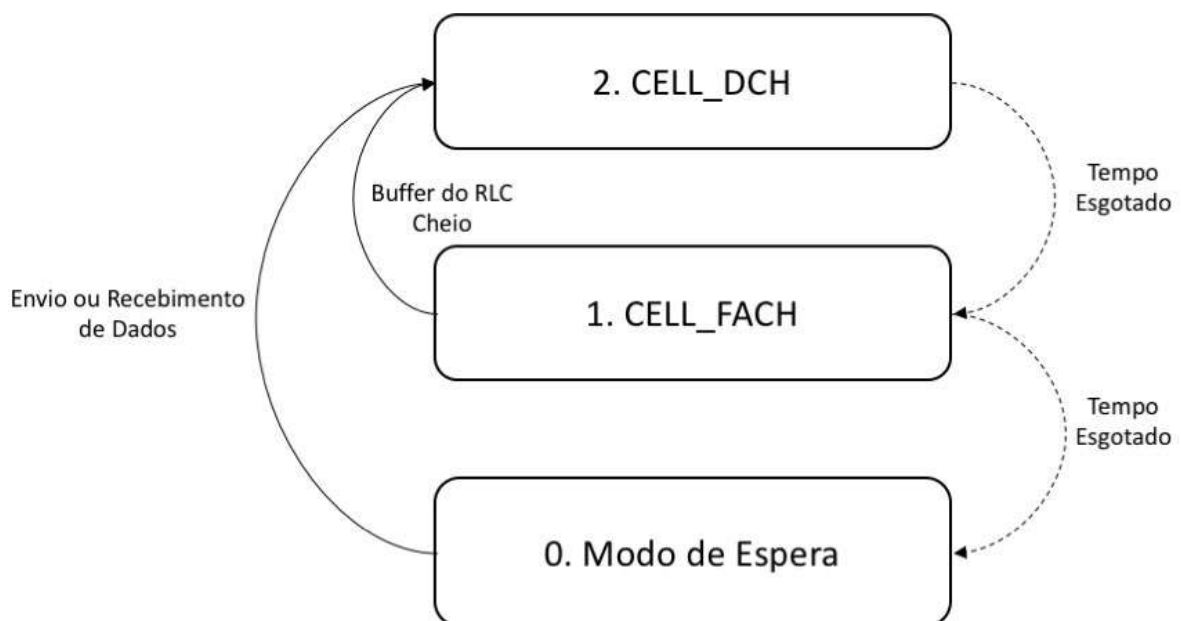 2. CELL_DCH
Tempo
Esgotado
Buffer do RLC
Cheio
1. CELL_FACH
Envio ou Recebimento
de Dados
Tempo
Esgotado
0. Modo de Espera